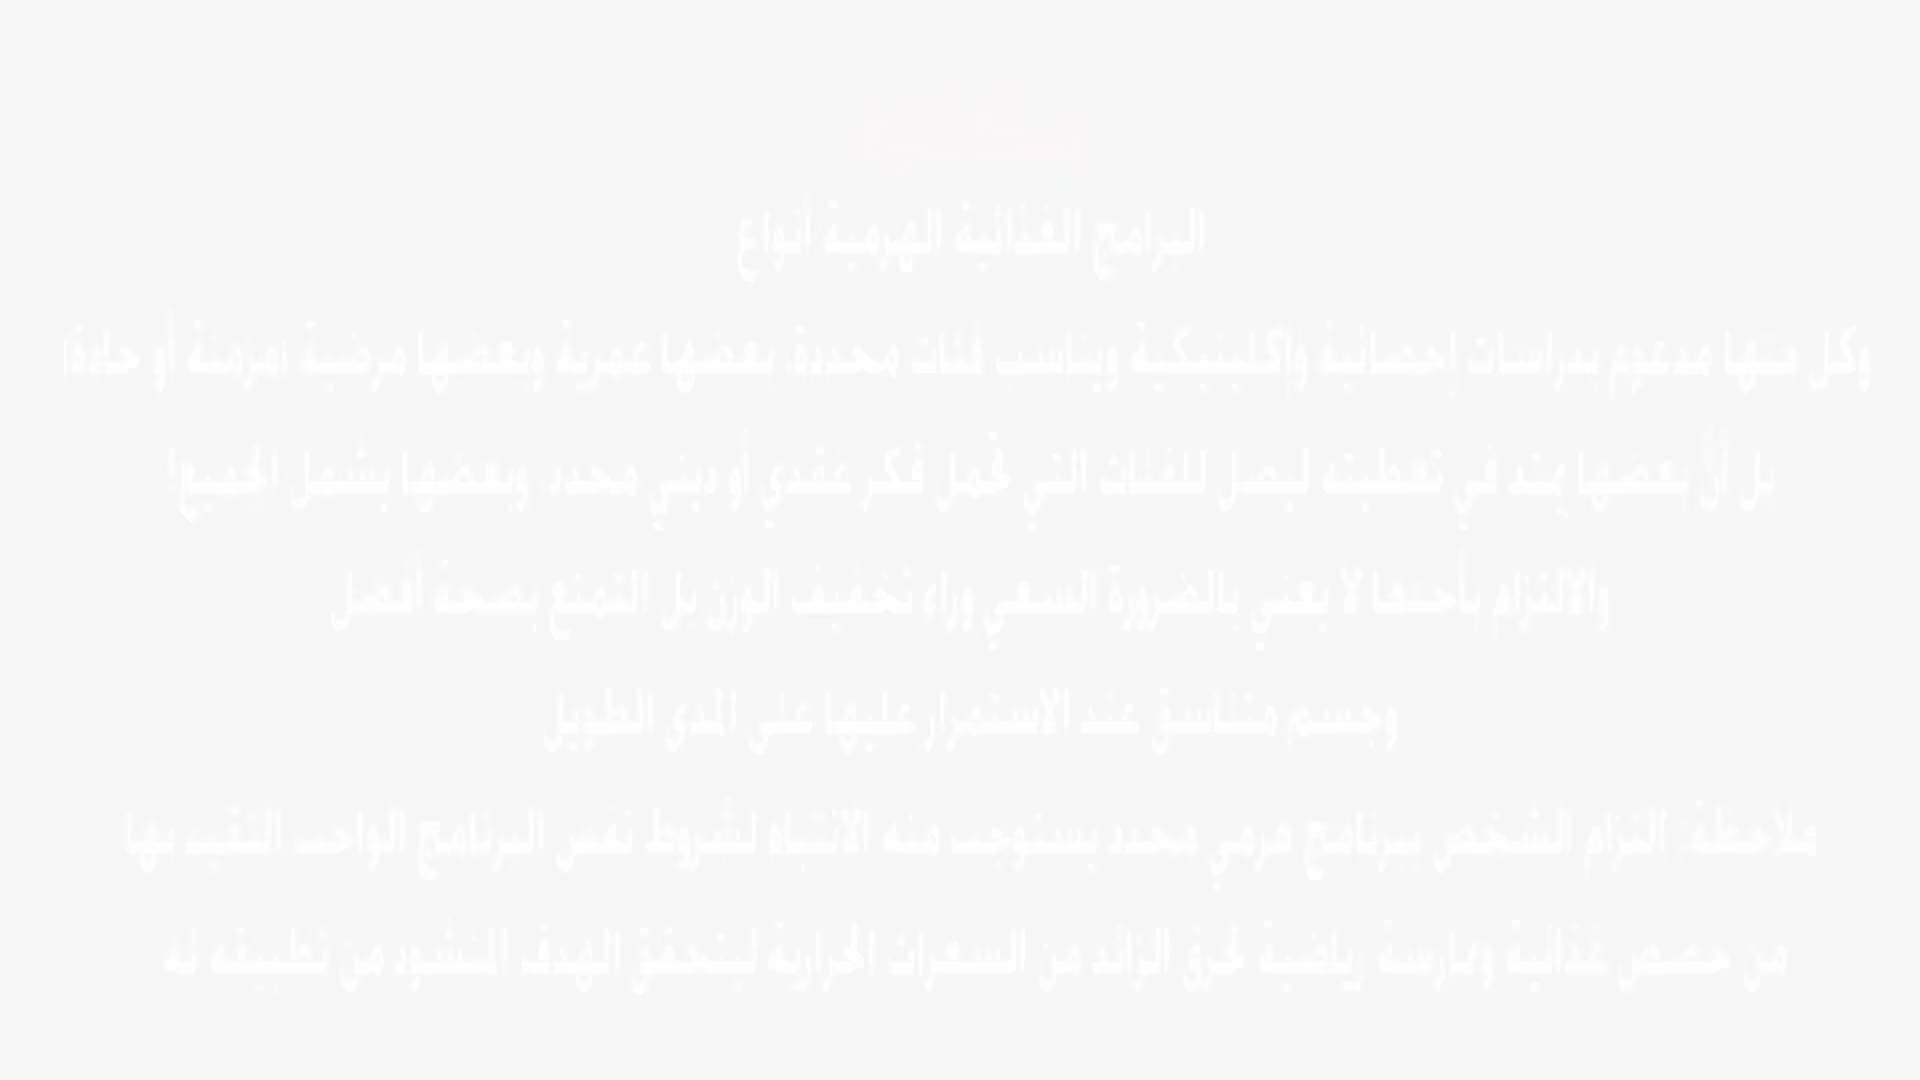 البرامج الغذائية الهرمية أنواع
وكل منها مدعوم بدراسات إحصائية وإكلينيكية ويناسب فئات محددة، بعضها عمرية وبعضها مرضية (مزمنة أو حادة)
بل أنّ بعضها يمتد في تغطيته ليصل للفئات التي تحمل فكر عقدي أو ديني محدد، وبعضها يشمل الجميع!
والالتزام بأحدها لا يعني بالضرورة السعي وراء تخفيف الوزن بل التمتع بصحة أفضل
وجسم متناسق عند الاستمرار عليها على المدى الطويل
ملاحظة: التزام الشخص ببرنامج هرمي محدد يستوجب منه الانتباه لشروط نفس البرنامج الواجب التقيد بها
من حصص غذائية وممارسة رياضية تحرق الزائد من السعرات الحرارية ليتحقق الهدف المنشود من تطبيقه له